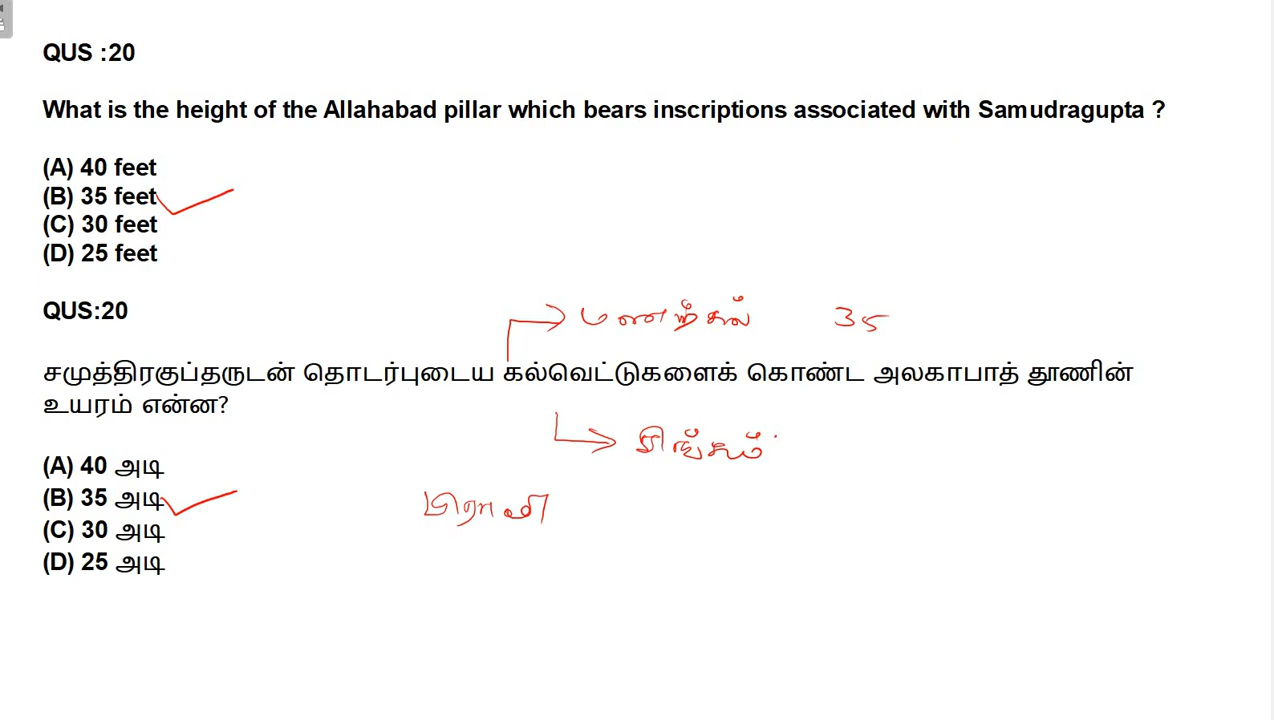 QUS :20
What is the height of the Allahabad pillar which bears inscriptions associated with Samudragupta ?
(A) 40 feet
(B) 35 feet
(C) 30 feet
(D) 25 feet
QUS:20
மணற்கல் 35
சமுத்திரகுப்தருடன் தொடர்புடைய கல்வெட்டுகளைக் கொண்ட அலகாபாத் தூணின்
உயரம் என்ன?
சிங்கம்
(A) 40 அடி
(B) 35 அடி
பிராமி
(C) 30 அடி
(D) 25 அடி